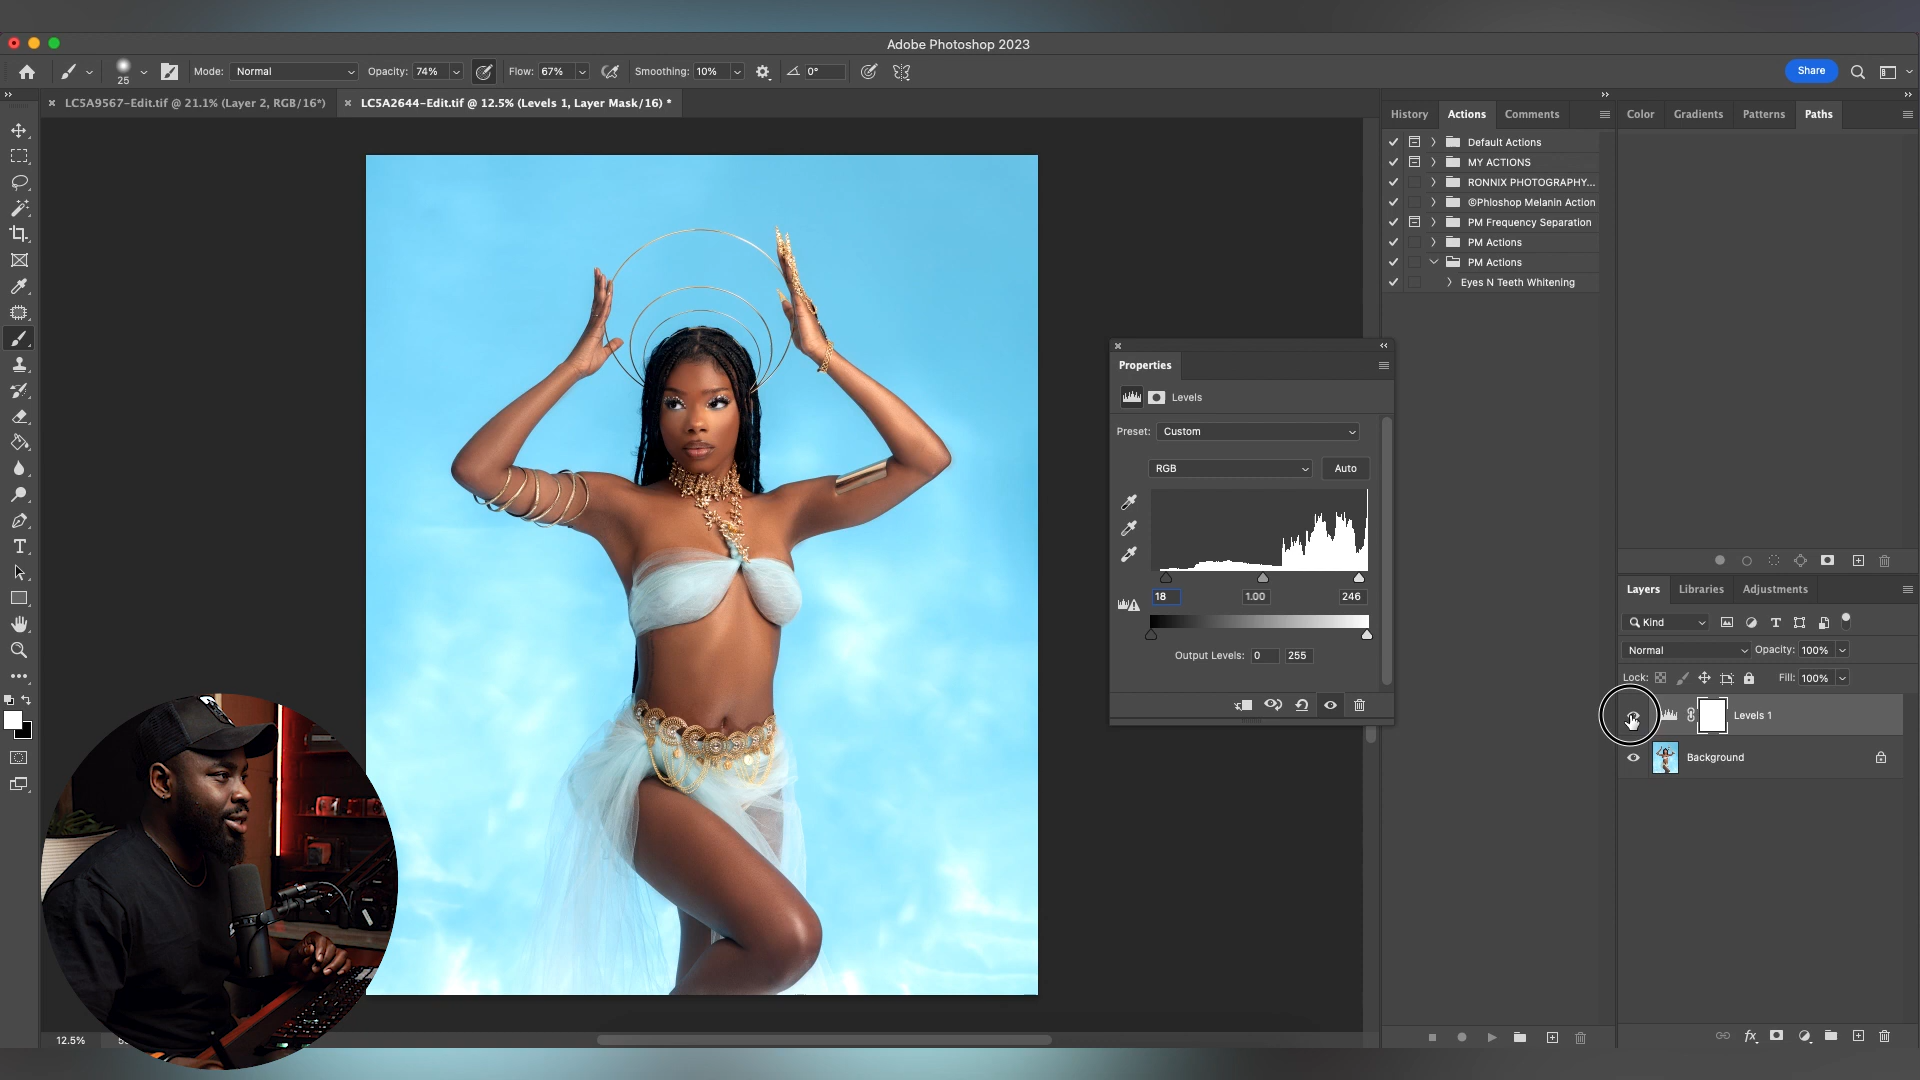 Adobe Photoshop 2023
25
Mode: Normal
Opacity: 74%
Flow: 67%
Smoothing: 10%
0°
Share
LC5A9567-Edit.tif @ 21.1% (Layer 2, RGB/16*)
LC5A2644-Edit.tif @ 12.5% (Levels 1, Layer Mask/16) *
History
Actions
Comments
Color
Gradients
Patterns
Paths
Default Actions
MY ACTIONS
RONNIX PHOTOGRAPHY...
©Phloshop Melanin Action
PM Frequency Separation
PM Actions
PM Actions
Eyes N Teeth Whitening
Properties
Levels
Preset: Custom
RGB
Auto
18
1.00
246
Output Levels: 0 255
Layers
Libraries
Adjustments
Kind
Normal
Opacity: 100%
Lock:
Fill: 100%
Levels 1
Background
12.5%